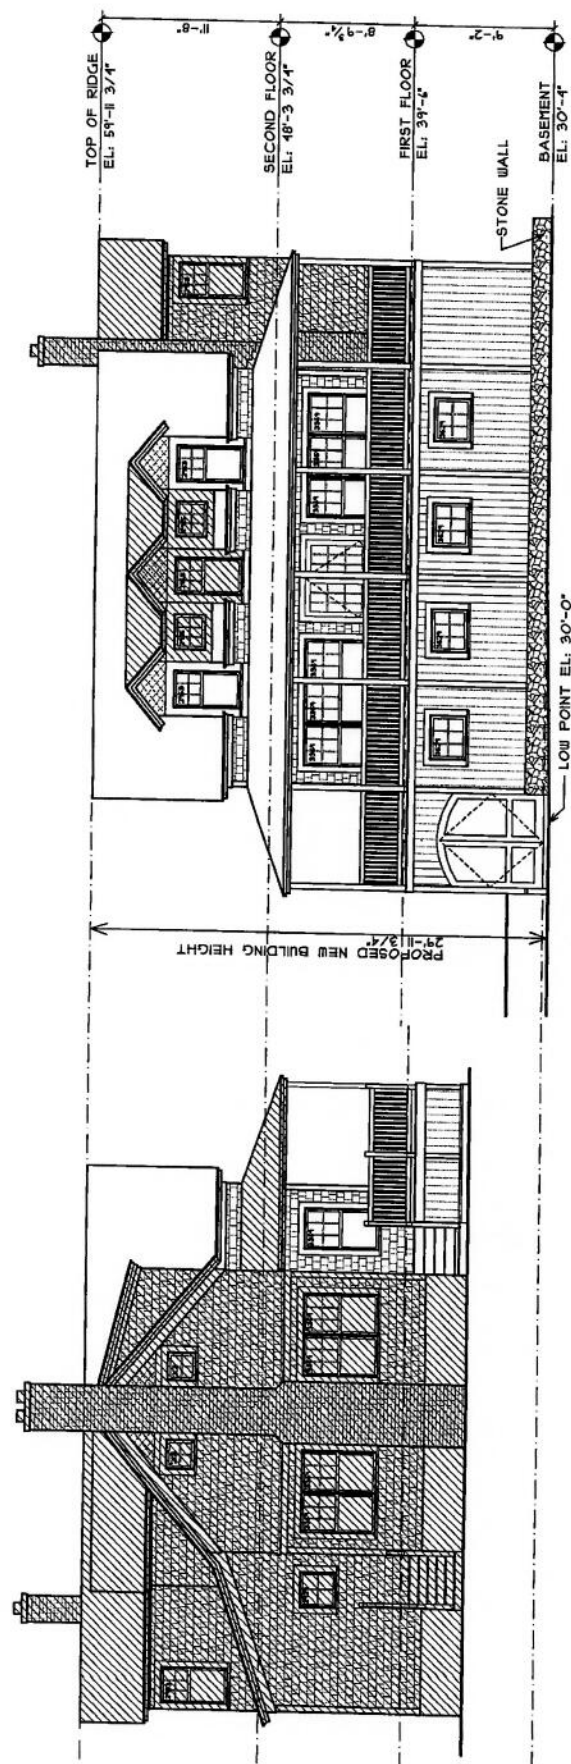 TOP OF RIDGE
EL: 59'-11 3/4"
11'-8"
SECOND FLOOR
EL: 48'-3 3/4"
8'-9 3/4"
FIRST FLOOR
EL: 39'-6"
9'-2"
BASEMENT
EL: 30'-4"
STONE WALL
LOW POINT EL: 30'-0"
PROPOSED NEW BUILDING HEIGHT
29'-11 3/4"